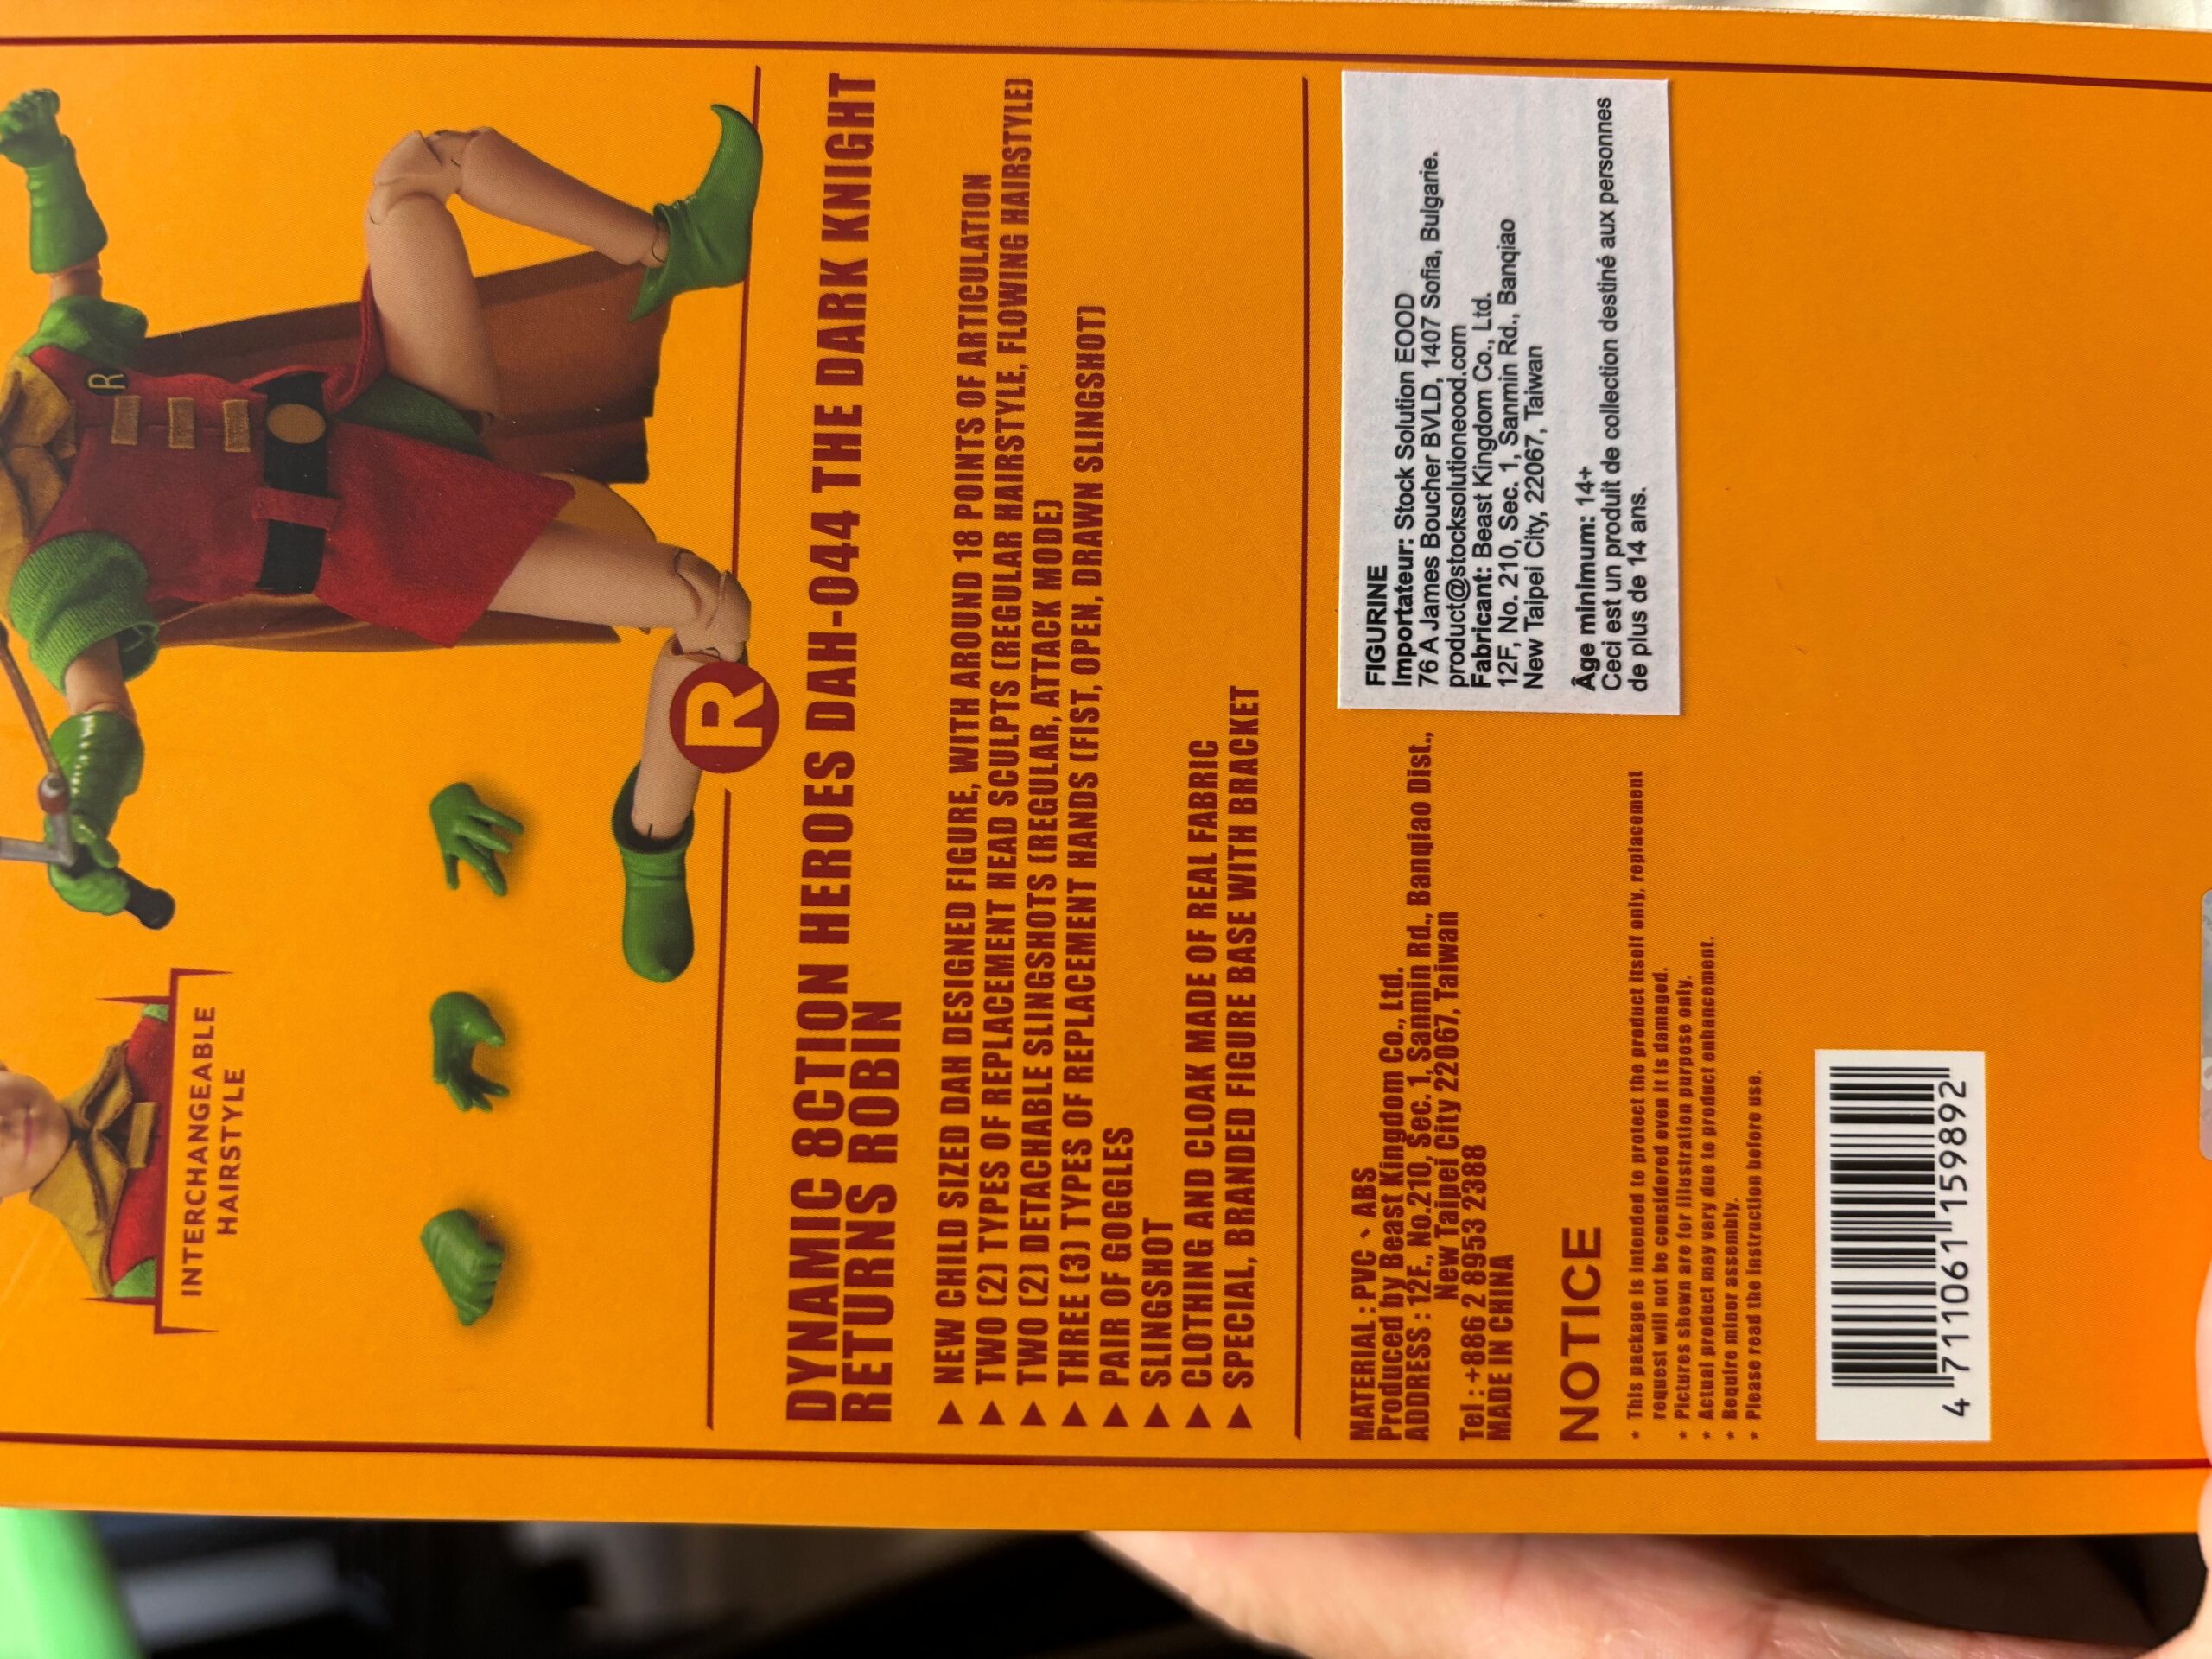 R
INTERCHANGEABLE
HAIRSTYLE
R
DYNAMIC 8CTION HEROES DAH-044 THE DARK KNIGHT
RETURNS ROBIN
▶ NEW CHILD SIZED DAH DESIGNED FIGURE, WITH AROUND 18 POINTS OF ARTICULATION
▶ TWO (2) TYPES OF REPLACEMENT HEAD SCULPTS (REGULAR HAIRSTYLE, FLOWING HAIRSTYLE)
▶ TWO (2) DETACHABLE SLINGSHOTS (REGULAR, ATTACK MODE)
▶ THREE (3) TYPES OF REPLACEMENT HANDS (FIST, OPEN, DRAWN SLINGSHOT)
▶ PAIR OF GOGGLES
▶ SLINGSHOT
▶ CLOTHING AND CLOAK MADE OF REAL FABRIC
▶ SPECIAL, BRANDED FIGURE BASE WITH BRACKET
MATERIAL : PVC、ABS
Produced by Beast Kingdom Co., Ltd.
ADDRESS : 12F., No.210, Sec. 1, Sanmin Rd., Banqiao Dist.,
New Taipei City 22067, Taiwan
Tel : +886 2 8953 2388
MADE IN CHINA
NOTICE
* This package is intended to protect the product itself only, replacement
request will not be considered even it is damaged.
* Pictures shown are for illustration purpose only.
* Actual product may vary due to product enhancement.
* Require minor assembly.
* Please read the instruction before use.
4 711061 159892
FIGURINE
Importateur: Stock Solution EOOD
76 A James Boucher BVLD, 1407 Sofia, Bulgarie.
product@stocksolutioneood.com
Fabricant: Beast Kingdom Co., Ltd.
12F, No. 210, Sec. 1, Sanmin Rd., Banqiao
New Taipei City, 22067, Taiwan
Âge minimum: 14+
Ceci est un produit de collection destiné aux personnes
de plus de 14 ans.